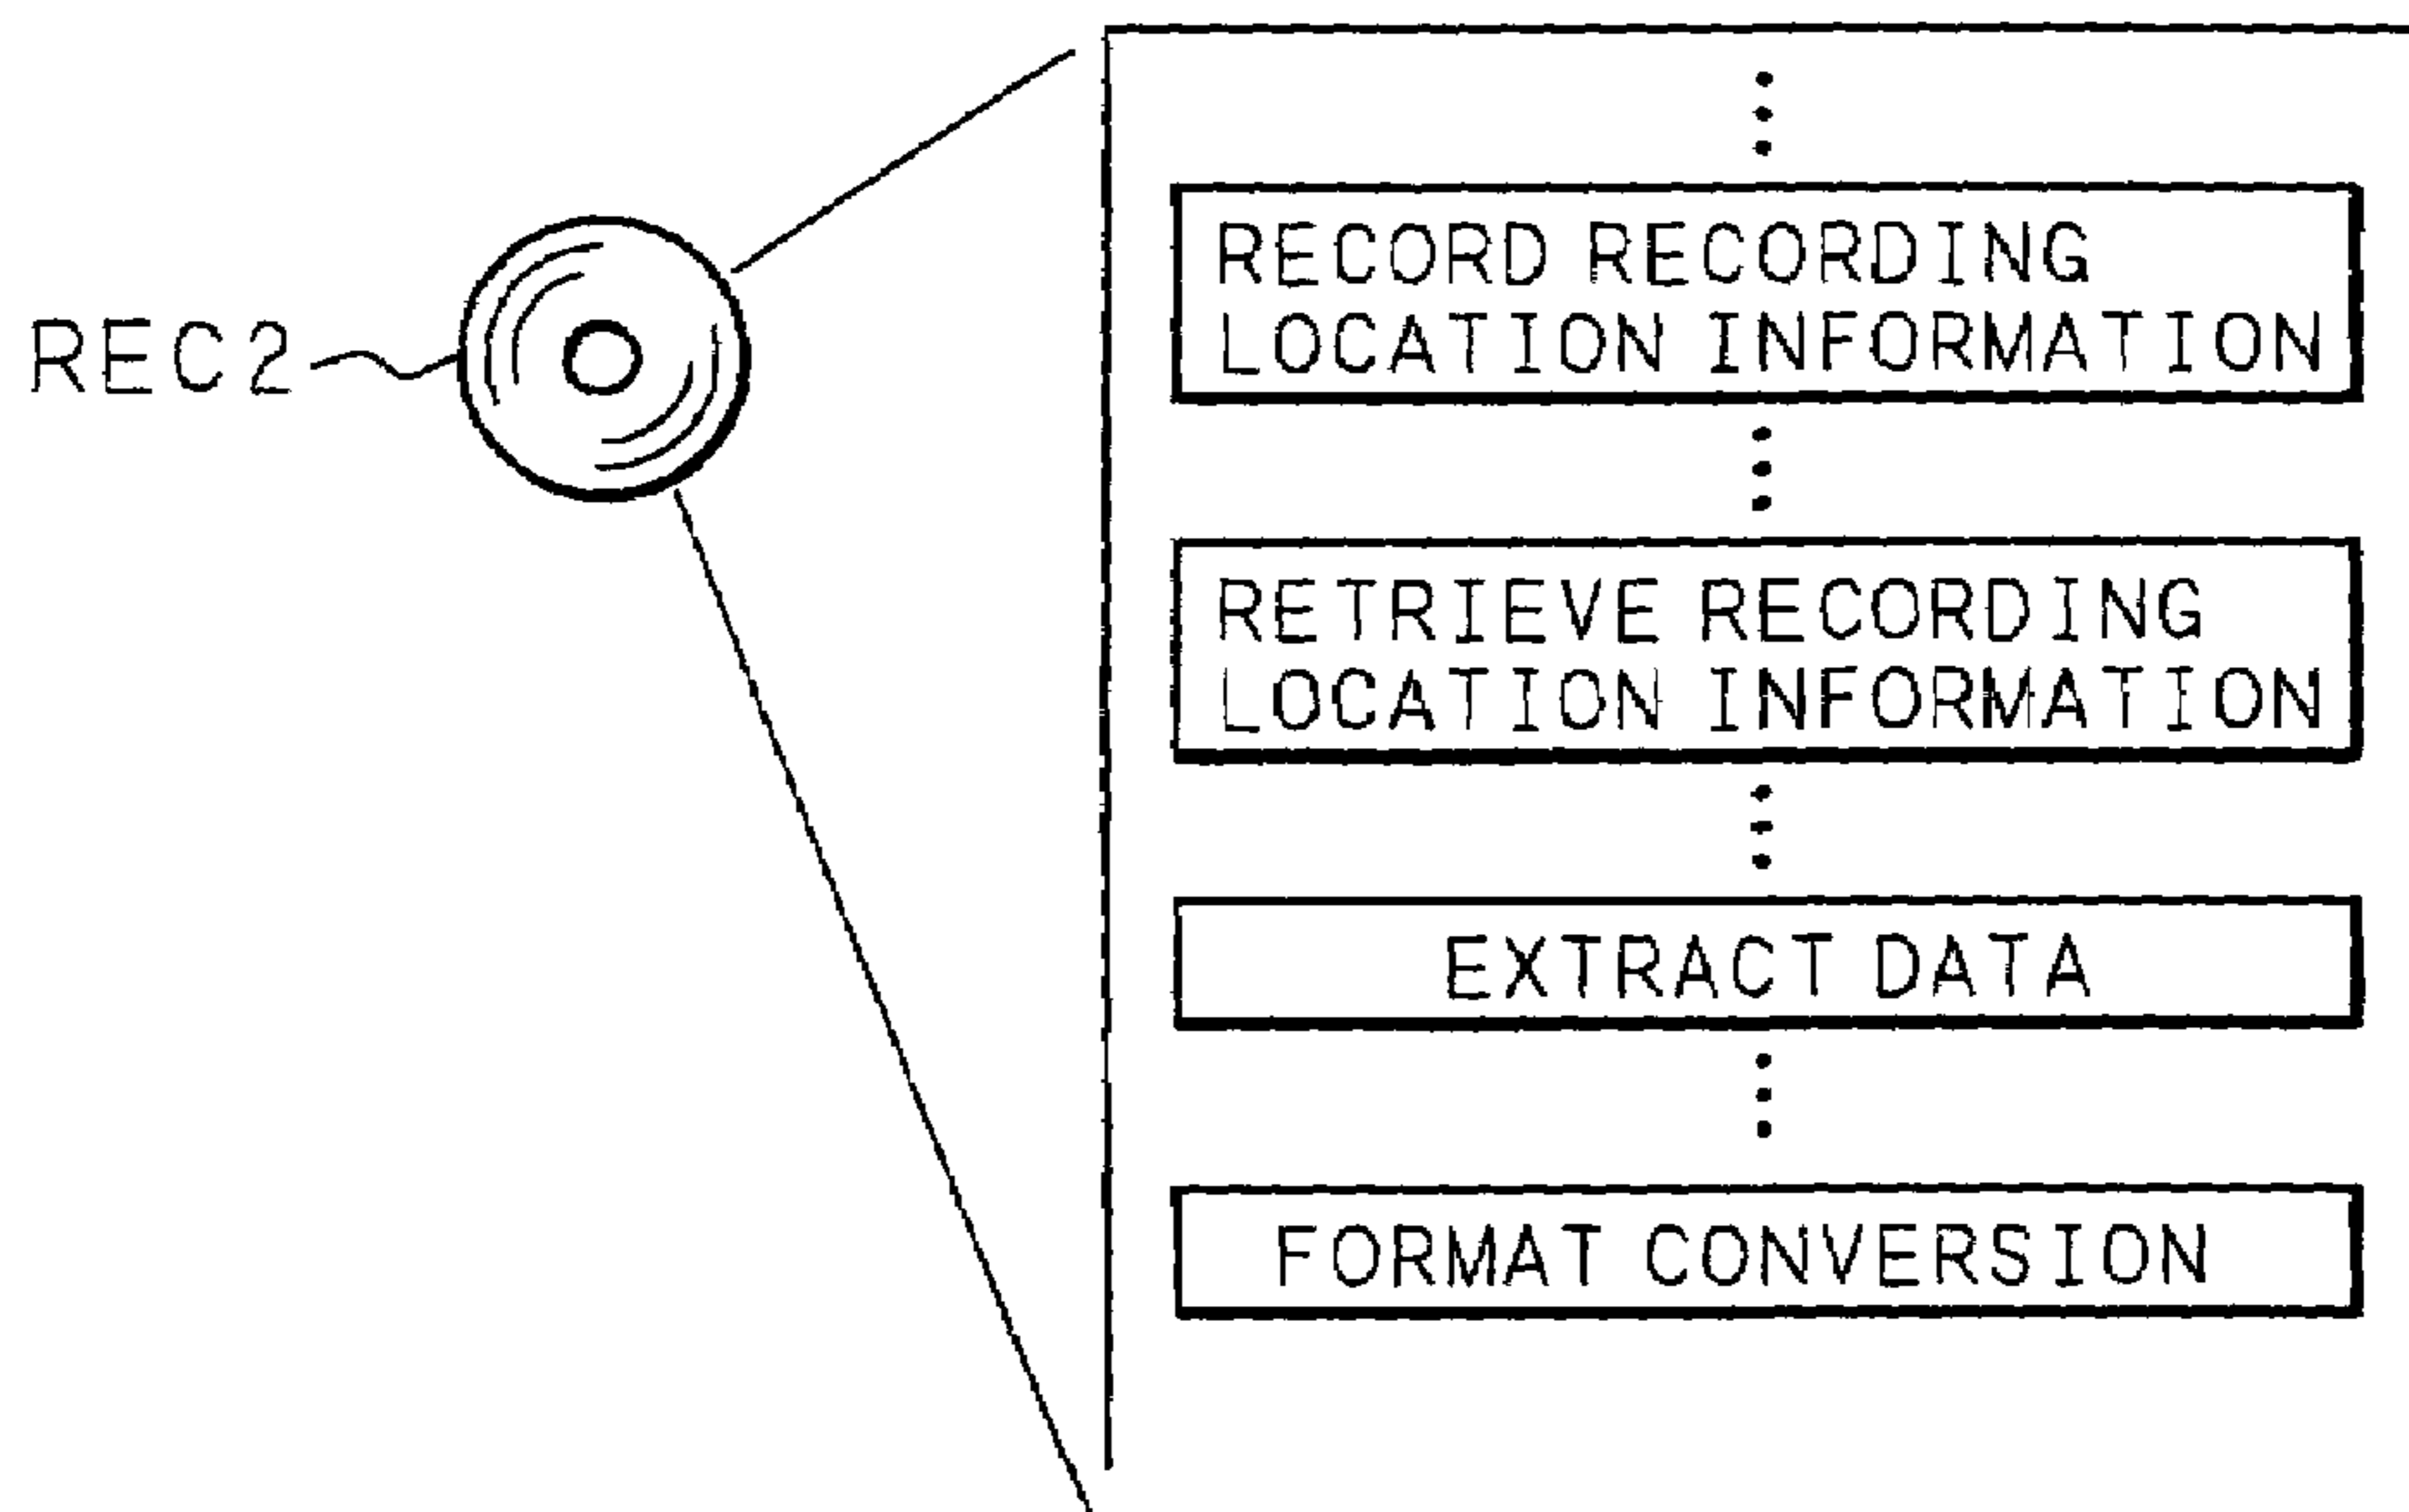 REC2
RECORD RECORDING
LOCATION INFORMATION
RETRIEVE RECORDING
LOCATION INFORMATION
EXTRACT DATA
FORMAT CONVERSION